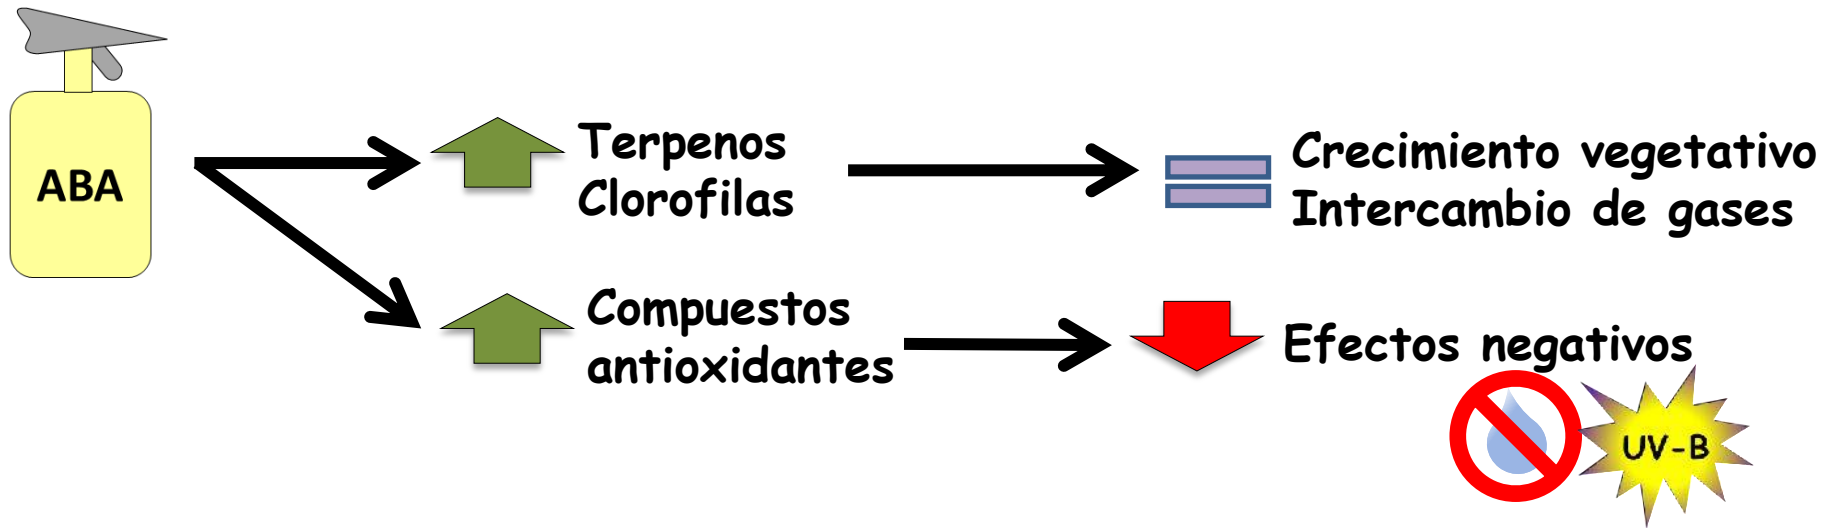 ABA
Terpenos
Clorofilas
Crecimiento vegetativo
Intercambio de gases
Compuestos
antioxidantes
Efectos negativos
UV-B